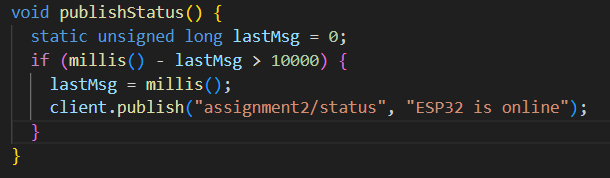 void publishStatus() {
  static unsigned long lastMsg = 0;
  if (millis() - lastMsg > 10000) {
    lastMsg = millis();
    client.publish("assignment2/status", "ESP32 is online");
  }
}